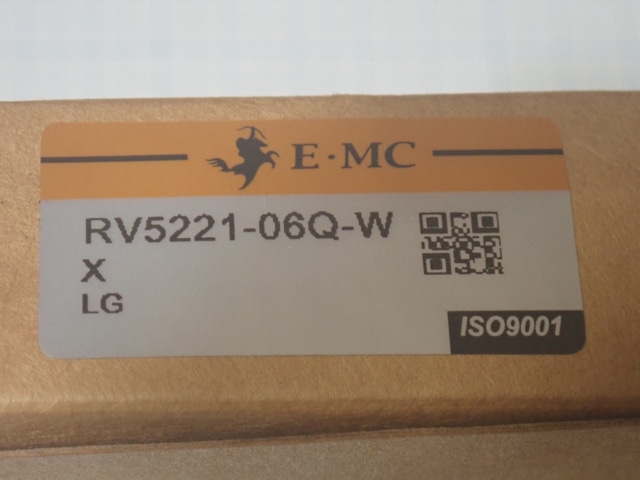 E·MC
RV5221-06Q-W
X
LG
ISO9001